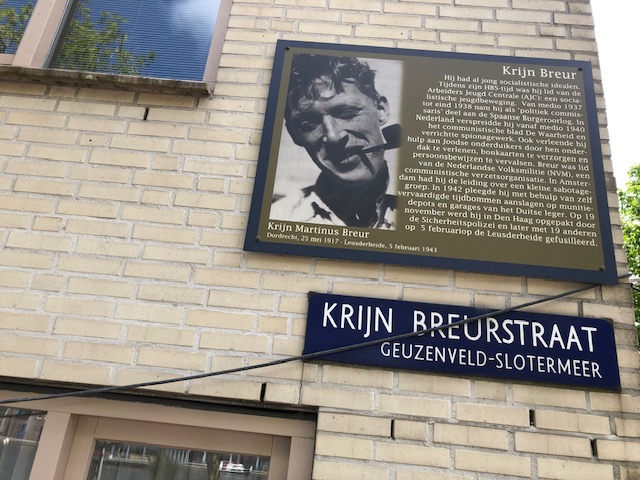 Krijn Breur
Hij had al jong socialistische idealen.
Tijdens zijn HBS-tijd was hij lid van de
Arbeiders Jeugd Centrale (AJC): een socia-
listische jeugdbeweging. Van medio 1937
tot eind 1938 nam hij als 'politiek commis-
saris' deel aan de Spaanse Burgeroorlog. In
Nederland verspreidde hij vanaf medio 1940
het communistische blad De Waarheid en
verrichtte spionagewerk. Ook verleende hij
hulp aan Joodse onderduikers door hen onder-
dak te verlenen, bonkaarten te verzorgen en
persoonsbewijzen te vervalsen. Breur was lid
van de Nederlandse Volksmilitie (NVM), een
communistische verzetsorganisatie. In Amster-
dam had hij de leiding over een kleine sabotage-
groep. In 1942 pleegde hij met behulp van zelf
vervaardigde tijdbommen aanslagen op munitie-
depots en garages van het Duitse leger. Op 19
november werd hij in Den Haag opgepakt door
de Sicherheitspolizei en later met 19 anderen
op 5 februariop de Leusderheide gefusilleerd.
Krijn Martinus Breur
Dordrecht, 25 mei 1917 - Leusderheide, 5 februari 1943
KRIJN BREURSTRAAT
GEUZENVELD-SLOTERMEER